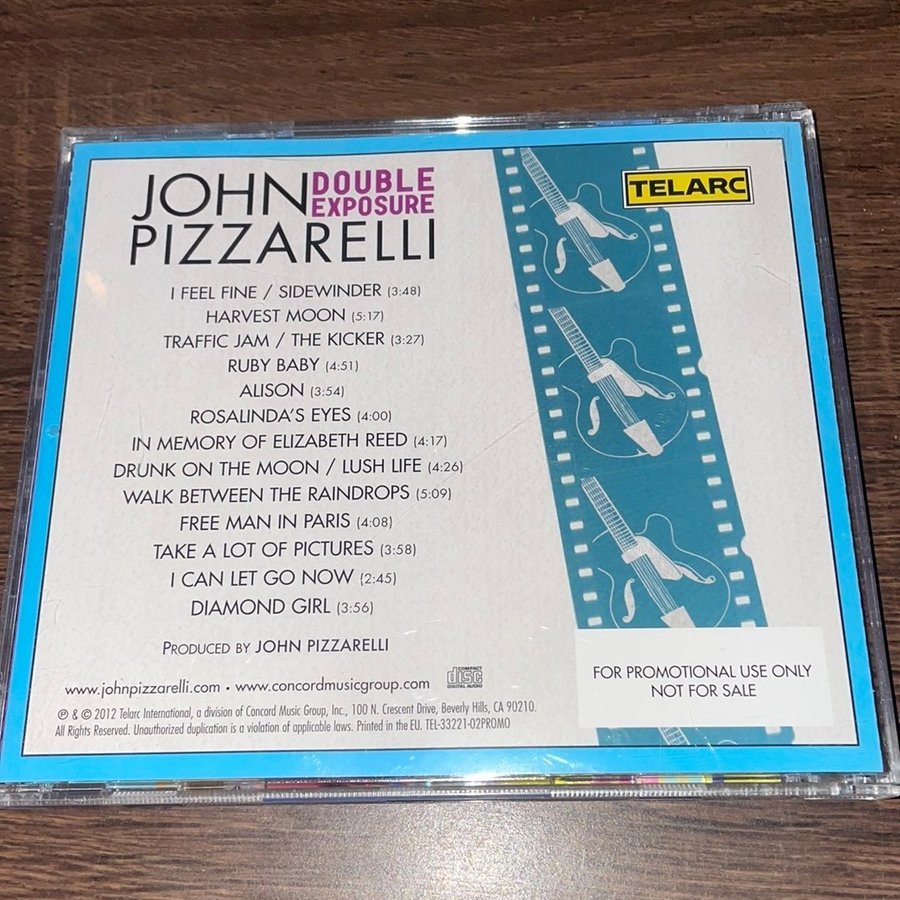 JOHN DOUBLE EXPOSURE
PIZZARELLI
TELARC
I FEEL FINE / SIDEWINDER (3:48)
HARVEST MOON (5:17)
TRAFFIC JAM / THE KICKER (3:27)
RUBY BABY (4:51)
ALISON (3:54)
ROSALINDA'S EYES (4:00)
IN MEMORY OF ELIZABETH REED (4:17)
DRUNK ON THE MOON / LUSH LIFE (4:26)
WALK BETWEEN THE RAINDROPS (5:09)
FREE MAN IN PARIS (4:08)
TAKE A LOT OF PICTURES (3:58)
I CAN LET GO NOW (2:45)
DIAMOND GIRL (3:56)
PRODUCED BY JOHN PIZZARELLI
www.johnpizzarelli.com • www.concordmusicgroup.com
COMPACT
disc
DIGITAL AUDIO
℗ & © 2012 Telarc International, a division of Concord Music Group, Inc., 100 N. Crescent Drive, Beverly Hills, CA 90210.
All Rights Reserved. Unauthorized duplication is a violation of applicable laws. Printed in the EU. TEL-33221-02PROMO
FOR PROMOTIONAL USE ONLY
NOT FOR SALE